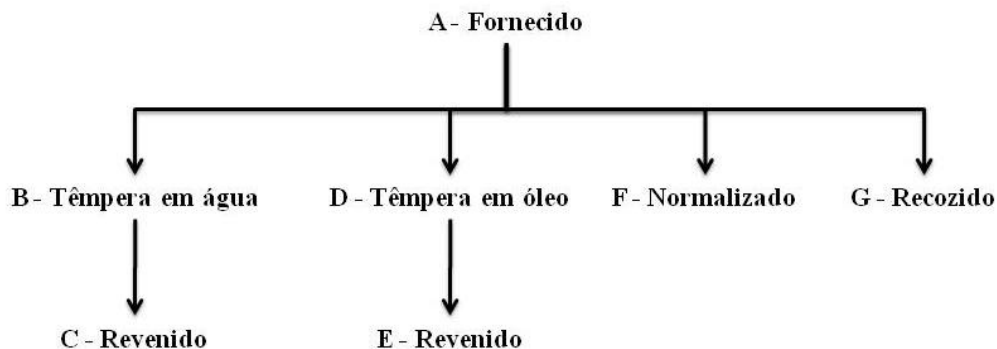 A - Fornecido
B - Têmpera em água
D - Têmpera em óleo
F - Normalizado
G - Recozido
C - Revenido
E - Revenido